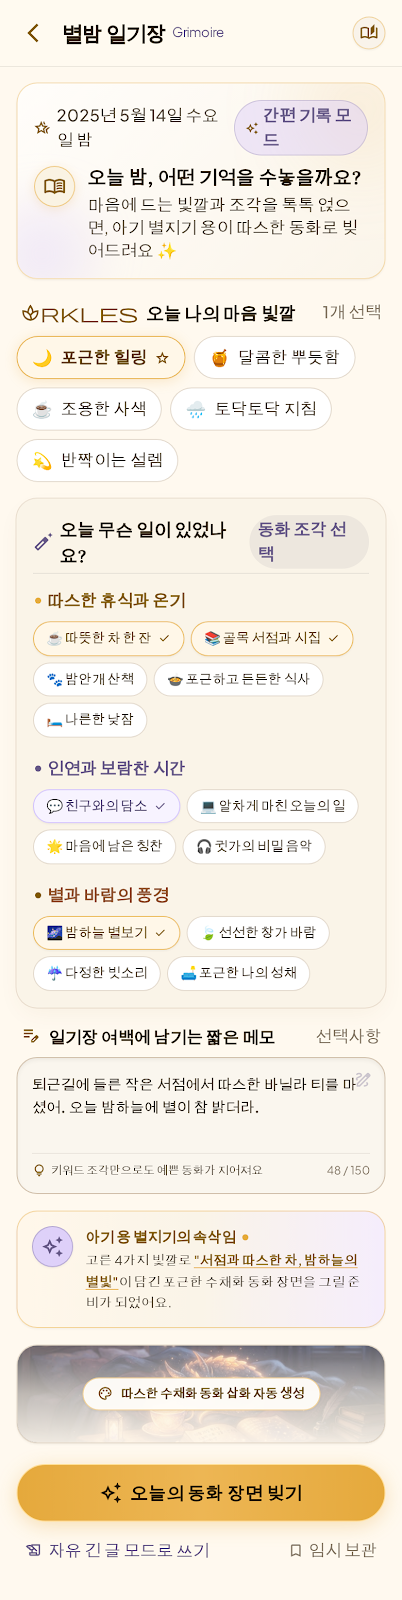 별밤 일기장 Grimoire
2025년 5월 14일 수요
일 밤
간편 기록 모
드
오늘 밤, 어떤 기억을 수놓을까요?
마음에 드는 빛깔과 조각을 톡톡 얹으
면, 아기 별지기 용이 따스한 동화로 빚
어드려요 ✨
RKLES 오늘 나의 마음 빛깔 1개 선택
🌙 포근한 힐링
🍯 달콤한 뿌듯함
☕ 조용한 사색
🌧️ 토닥토닥 지침
💫 반짝이는 설렘
오늘 무슨 일이 있었나
요?
동화 조각 선
택
따스한 휴식과 온기
☕ 따뜻한 차 한 잔 ✓
📚 골목 서점과 시집 ✓
🐾 밤안개 산책
🍲 포근하고 든든한 식사
🛏️ 나른한 낮잠
인연과 보람찬 시간
💬 친구와의 담소 ✓
💻 알차게 마친 오늘의 일
🌟 마음에 남은 칭찬
🎧 귓가의 비밀 음악
별과 바람의 풍경
🌌 밤하늘 별보기 ✓
🍃 선선한 창가 바람
☔ 다정한 빗소리
🛋️ 포근한 나의 성채
일기장 여백에 남기는 짧은 메모 선택사항
퇴근길에 들른 작은 서점에서 따스한 바닐라 티를 마
셨어. 오늘 밤하늘에 별이 참 밝더라.
키워드 조각만으로도 예쁜 동화가 지어져요 48 / 150
아기 용 별지기의 속삭임
고른 4가지 빛깔로 "서점과 따스한 차, 밤하늘의
별빛"이 담긴 포근한 수채화 동화 장면을 그릴 준
비가 되었어요.
따스한 수채화 동화 삽화 자동 생성
오늘의 동화 장면 빚기
자유 긴 글 모드로 쓰기
임시 보관